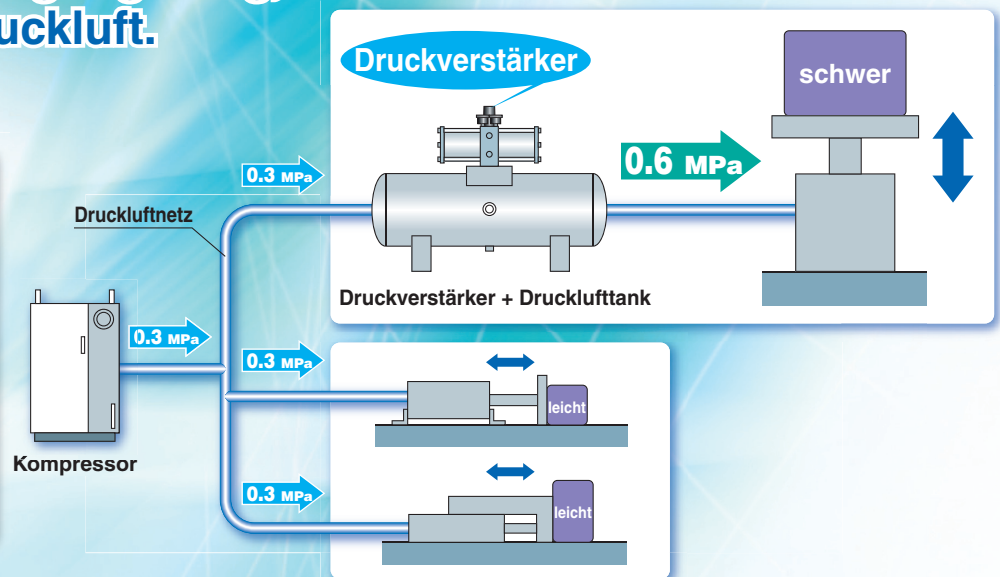 uckluft.
Druckverstärker
schwer
0.3 MPa
0.6 MPa
Druckluftnetz
Druckverstärker + Drucklufttank
0.3 MPa
0.3 MPa
leicht
Kompressor
0.3 MPa
leicht